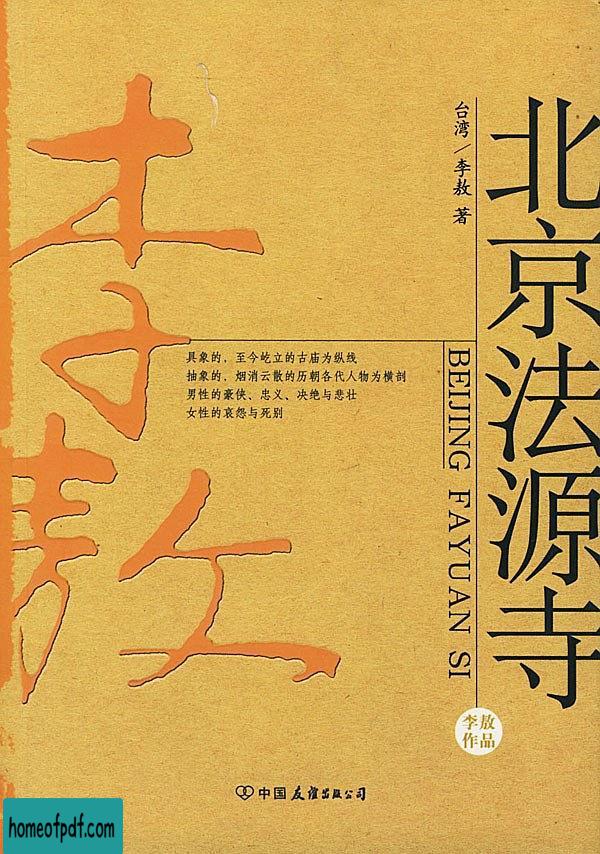 北京法源寺
BEIJING FAYUAN SI
台湾/李敖 著
李敖
具象的，至今屹立的古庙为纵线
抽象的，烟消云散的历朝各代人物为横剖
男性的豪侠、忠义、决绝与悲壮
女性的哀怨与死别
李敖
作品
中国友谊出版公司
homeofpdf.com